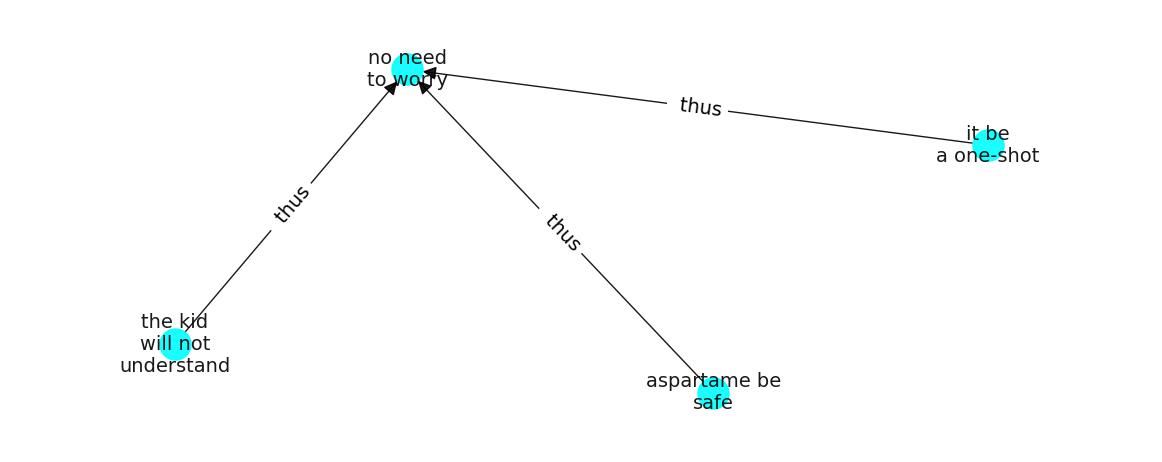 no need
to worry
thus
it be
a one-shot
thus
thus
the kid
will not
understand
aspartame be
safe